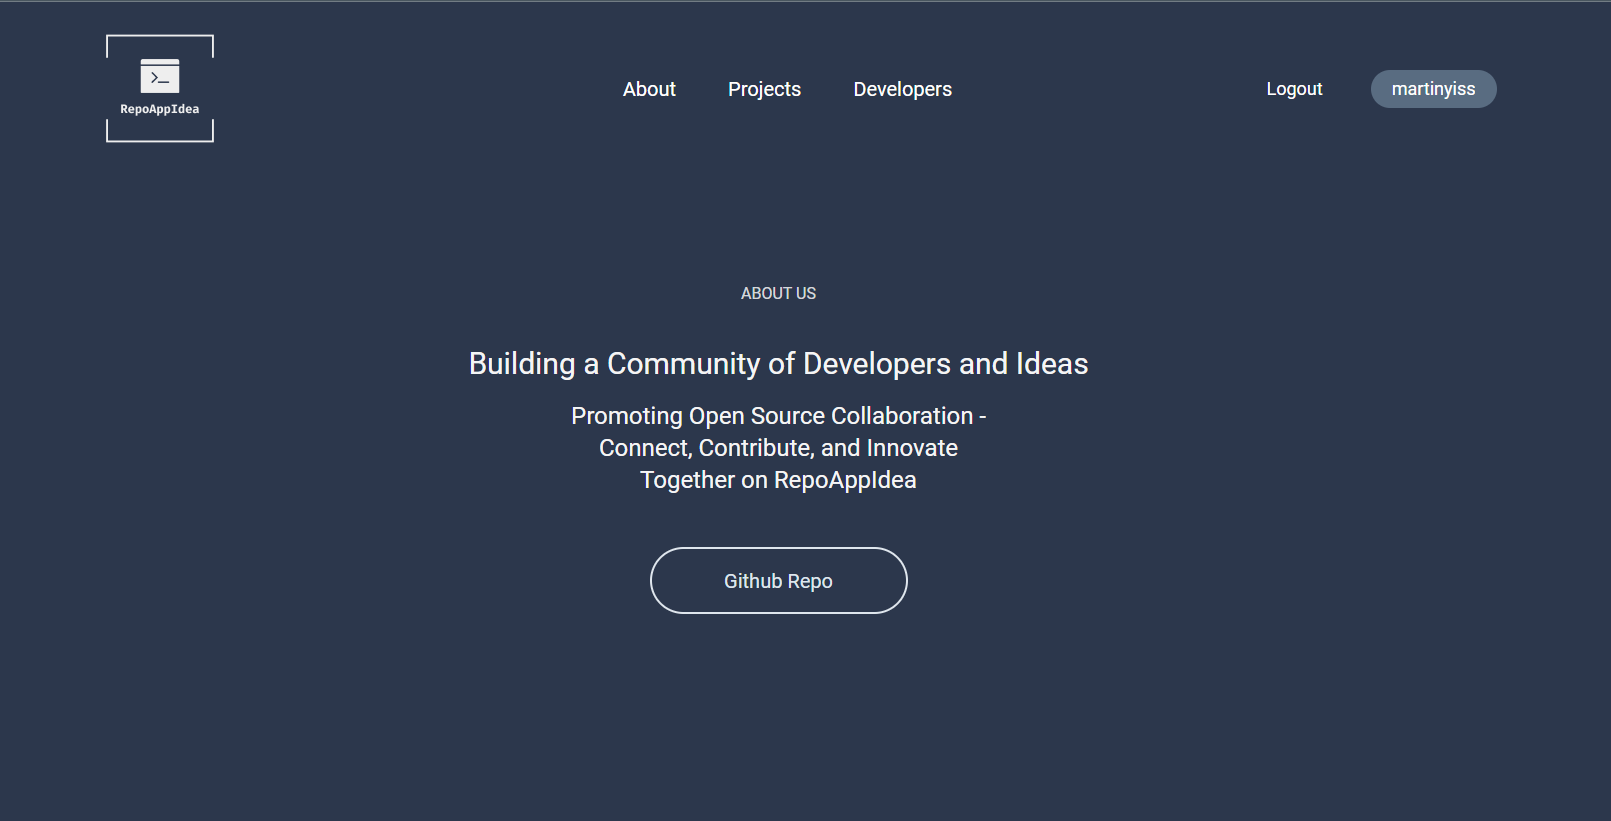 RepoAppIdea
About
Projects
Developers
Logout
martinyiss
ABOUT US
Building a Community of Developers and Ideas
Promoting Open Source Collaboration -
Connect, Contribute, and Innovate
Together on RepoAppIdea
Github Repo